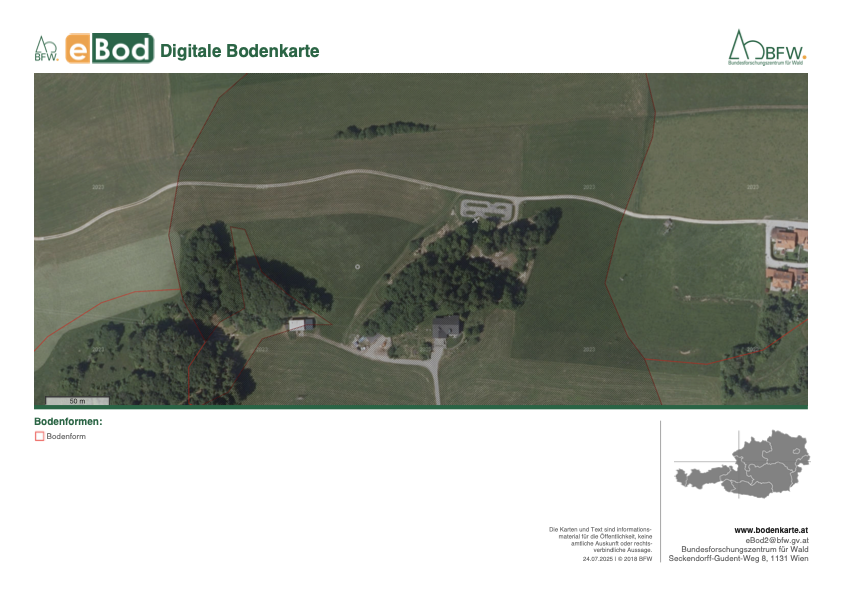 BFW.
eBod Digitale Bodenkarte
BFW.
Bundesforschungszentrum für Wald
50 m
Bodenformen:
Bodenform
Die Karten und Text sind informations-
material für die Öffentlichkeit, keine
amtliche Auskunft oder rechts-
verbindliche Aussage.
24.07.2025 | © 2018 BFW
www.bodenkarte.at
eBod2@bfw.gv.at
Bundesforschungszentrum für Wald
Seckendorff-Gudent-Weg 8, 1131 Wien